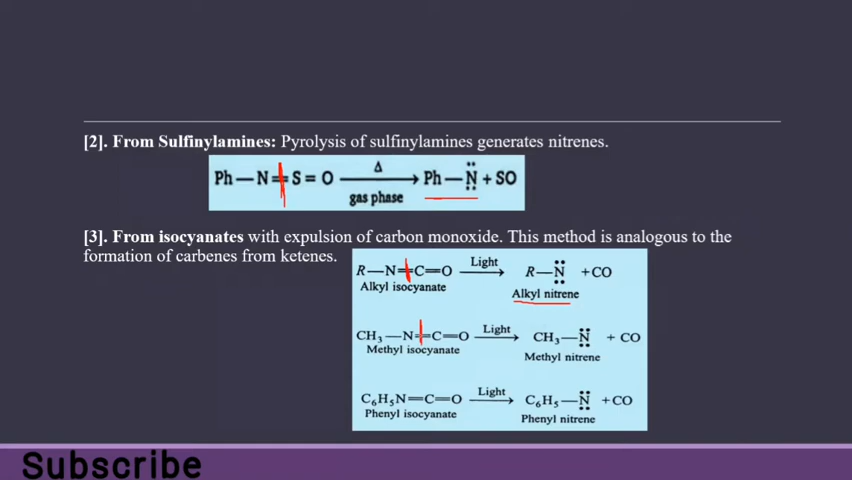 [2]. From Sulfinylamines: Pyrolysis of sulfinylamines generates nitrenes.
Ph—N=S=O Δ gas phase → Ph—N̈ + SO
[3]. From isocyanates with expulsion of carbon monoxide. This method is analogous to the
formation of carbenes from ketenes.
R—N=C=O Light → R—N +CO
Alkyl isocyanate Alkyl nitrene
CH₃—N=C=O Light → CH₃—N + CO
Methyl isocyanate Methyl nitrene
C₆H₅N=C=O Light → C₆H₅—N +CO
Phenyl isocyanate Phenyl nitrene
Subscribe